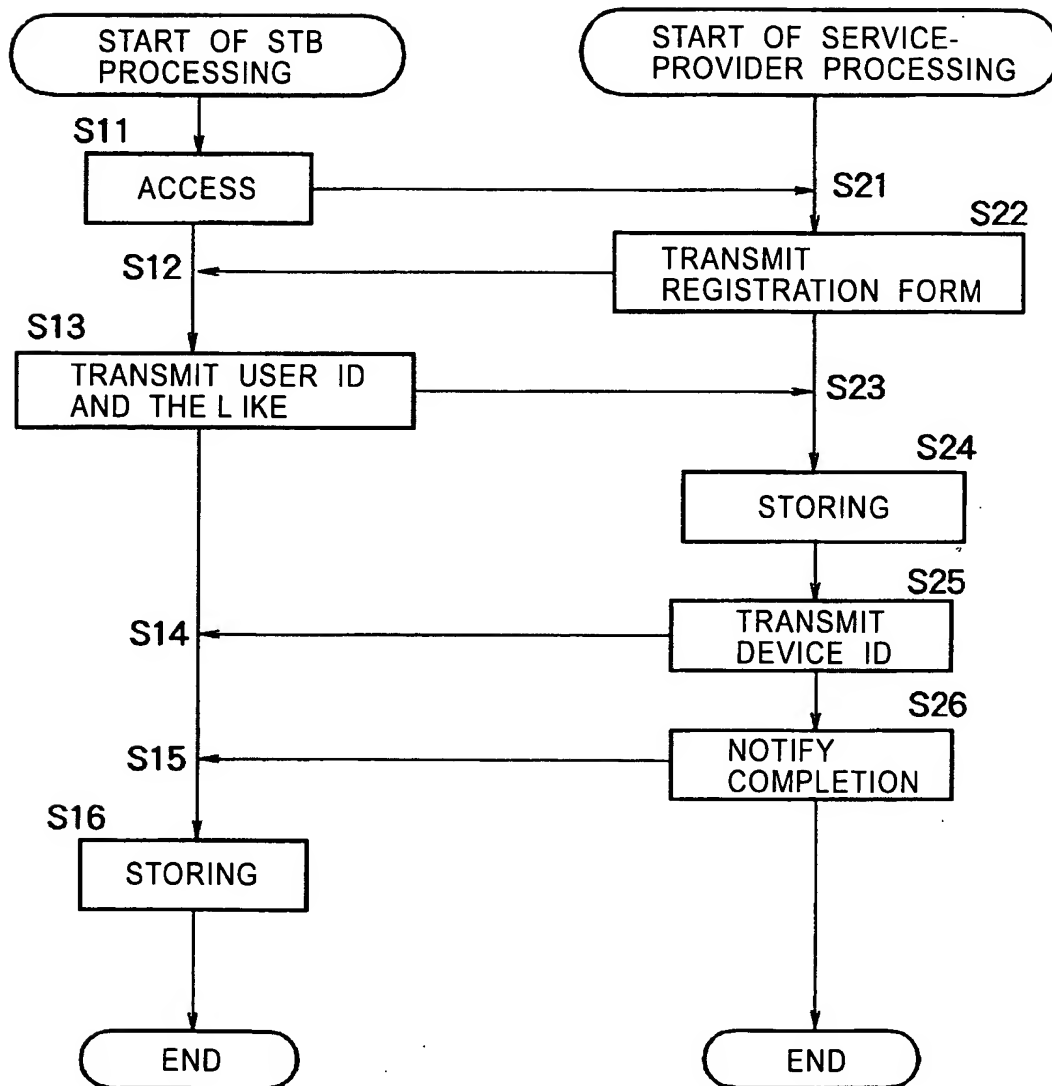 START OF STB
PROCESSING
START OF SERVICE-
PROVIDER PROCESSING
S11
ACCESS
S21
S22
TRANSMIT
REGISTRATION FORM
S12
S13
TRANSMIT USER ID
AND THE LIKE
S23
S24
STORING
S25
TRANSMIT
DEVICE ID
S14
S26
NOTIFY
COMPLETION
S15
S16
STORING
END
END